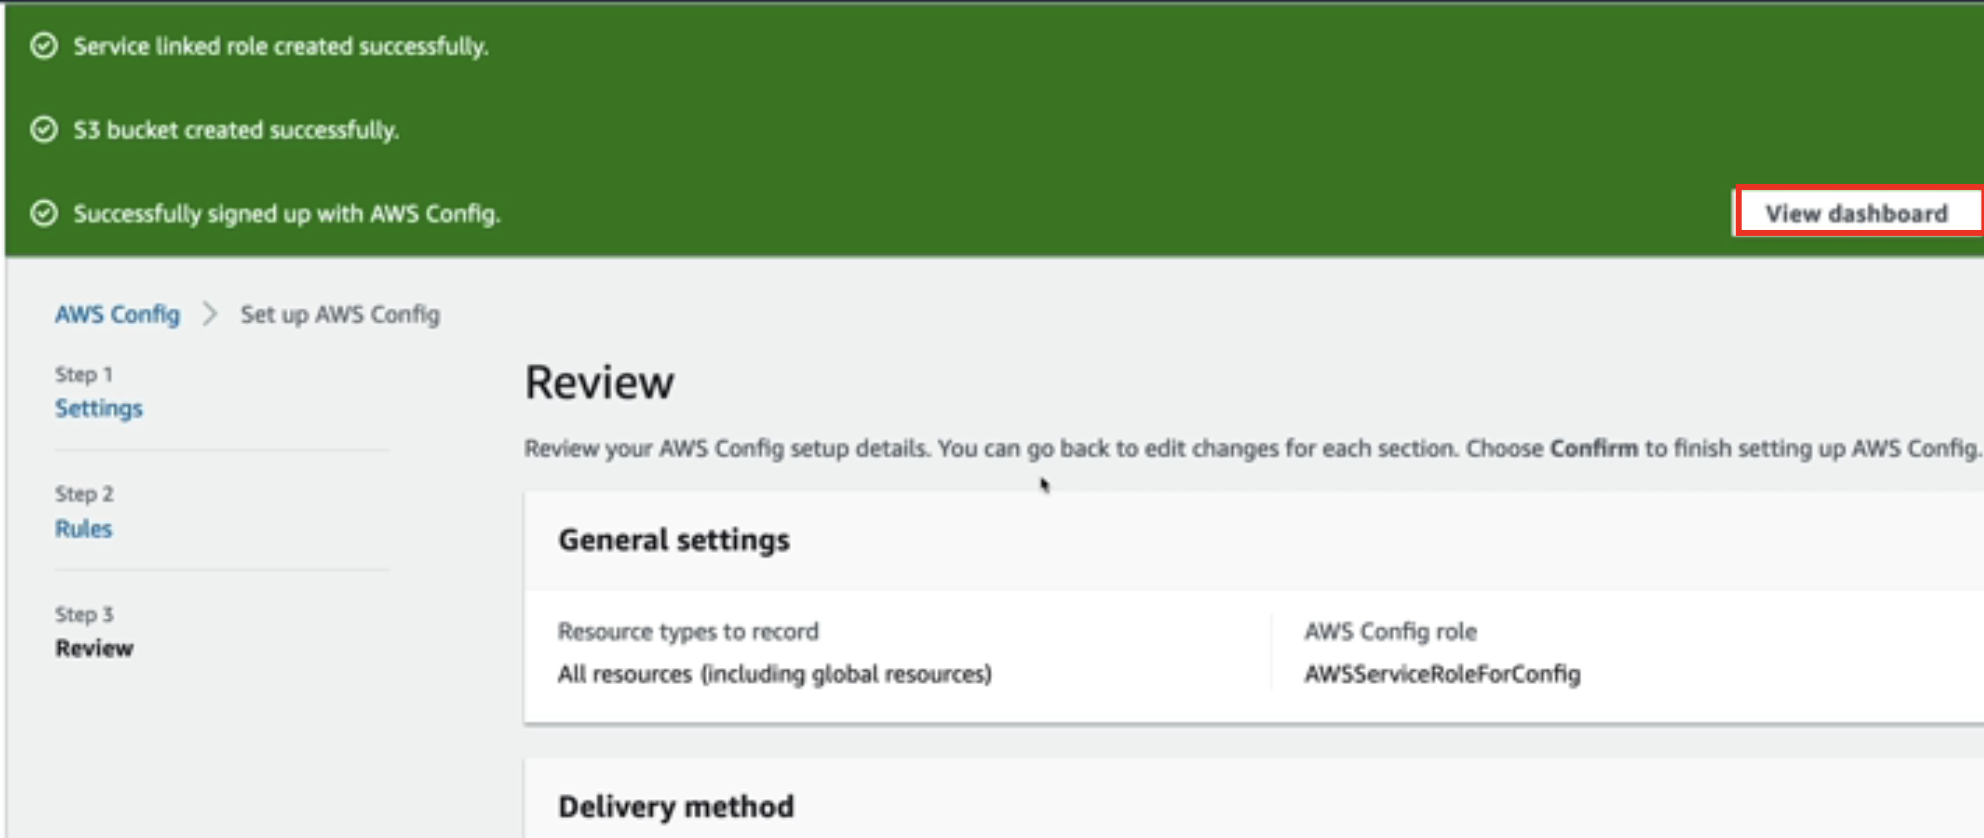 Service linked role created successfully.
S3 bucket created successfully.
Successfully signed up with AWS Config.
View dashboard
AWS Config > Set up AWS Config
Step 1
Settings
Step 2
Rules
Step 3
Review
Review
Review your AWS Config setup details. You can go back to edit changes for each section. Choose Confirm to finish setting up AWS Config.
General settings
Resource types to record
All resources (including global resources)
AWS Config role
AWSServiceRoleForConfig
Delivery method